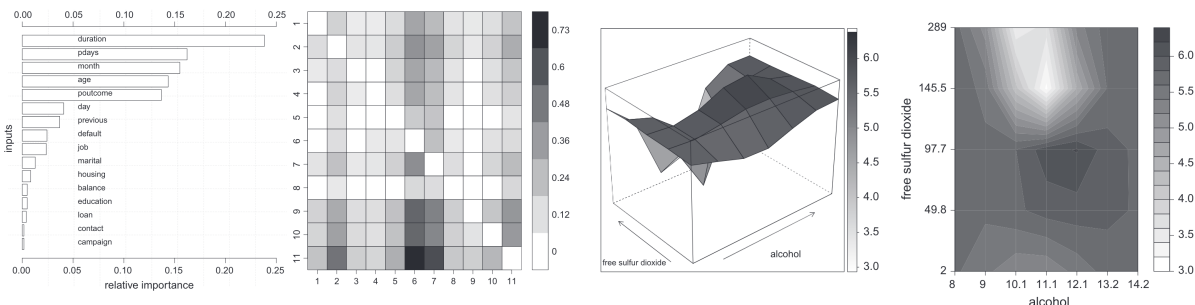 0.00 0.05 0.10 0.15 0.20 0.25
duration
pdays
month
age
poutcome
day
previous
default
job
marital
housing
balance
education
loan
contact
campaign
inputs
0.00 0.05 0.10 0.15 0.20 0.25
relative importance
1
2
3
4
5
6
7
8
9
10
11
1 2 3 4 5 6 7 8 9 10 11
0.73
0.6
0.48
0.36
0.24
0.12
0
free sulfur dioxide
alcohol
6.0
5.5
5.0
4.5
4.0
3.5
3.0
free sulfur dioxide
289
145.5
97.7
49.8
2
8 9 10.1 11.1 12.1 13.2 14.2
alcohol
6.0
5.5
5.0
4.5
4.0
3.5
3.0